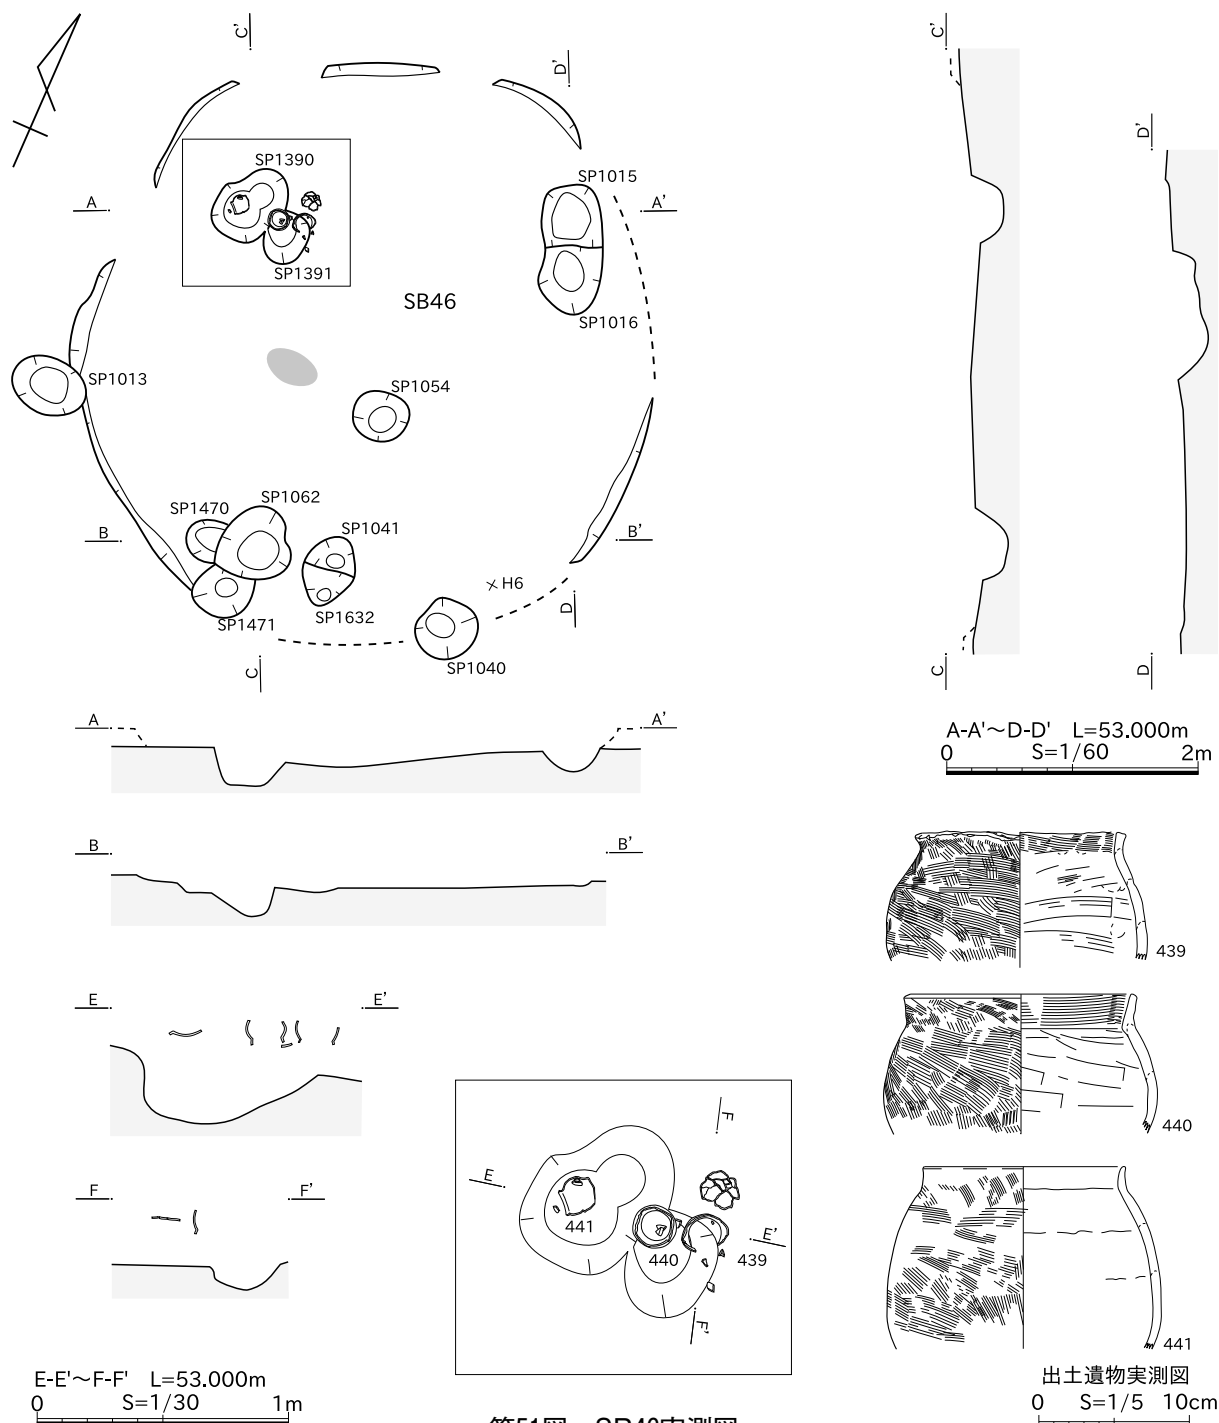 C'
D'
SP1390
SP1015
A
A'
SP1391
SB46
SP1016
SP1013
SP1054
SP1470
SP1062
SP1041
B
B'
H6
SP1632
D
SP1471
SP1040
C
C'
D'
C
D
A
A'
A-A'～D-D' L=53.000m
0 S=1/60 2m
B
B'
439
E
E'
440
F
F'
F
E
441
440
439
E'
F'
441
E-E'～F-F' L=53.000m
0 S=1/30 1m
出土遺物実測図
0 S=1/5 10cm